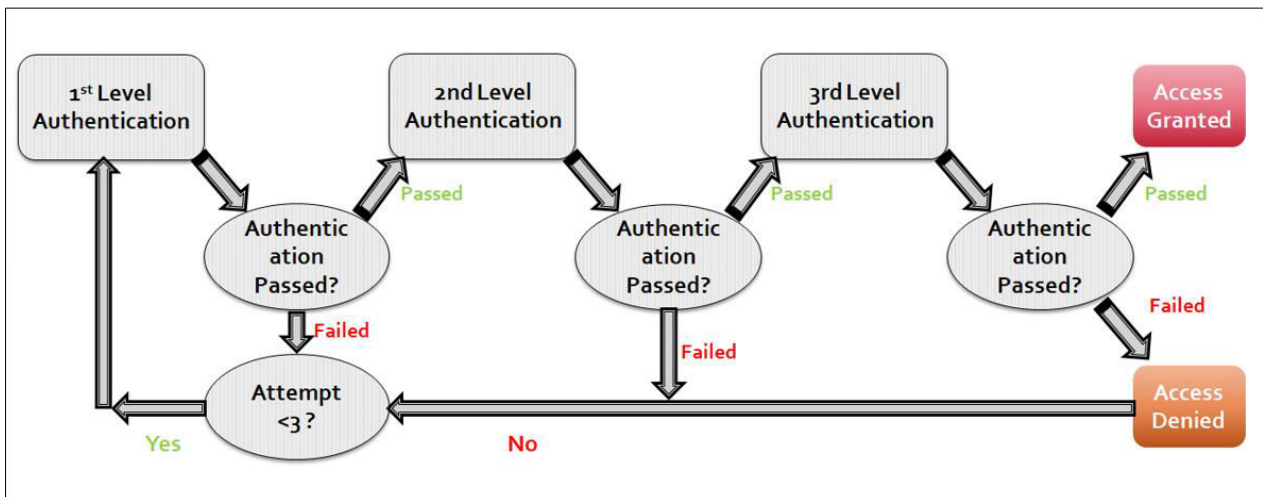 1st Level
Authentication
2nd Level
Authentication
3rd Level
Authentication
Access
Granted
Passed
Passed
Passed
Authentic
ation
Passed?
Authentic
ation
Passed?
Authentic
ation
Passed?
Failed
Failed
Failed
Attempt
<3 ?
Access
Denied
Yes
No